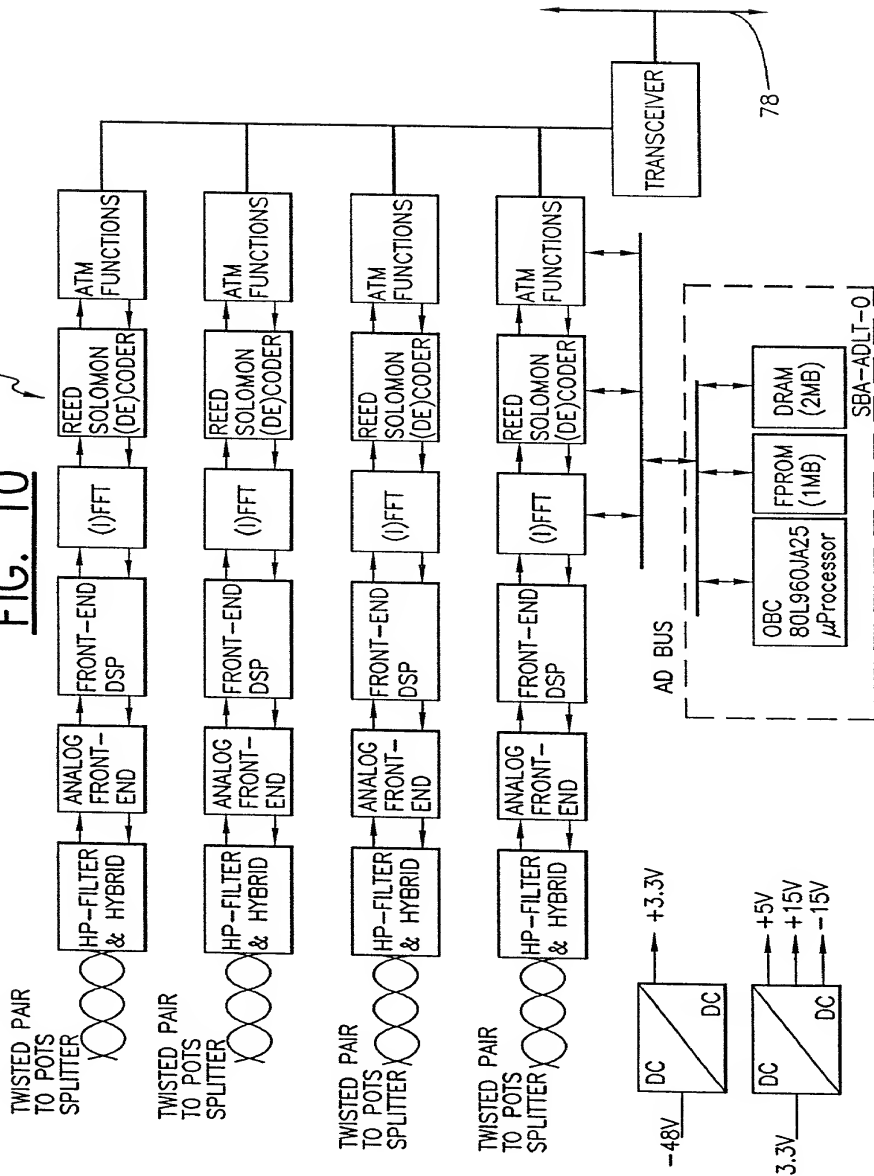 FIG. 10
TWISTED PAIR
TO POTS
SPLITTER
HP-FILTER
& HYBRID
ANALOG
FRONT-
END
FRONT-END
DSP
(I)FFT
REED
SOLOMON
(DE)CODER
ATM
FUNCTIONS
TWISTED PAIR
TO POTS
SPLITTER
HP-FILTER
& HYBRID
ANALOG
FRONT-
END
FRONT-END
DSP
(I)FFT
REED
SOLOMON
(DE)CODER
ATM
FUNCTIONS
TWISTED PAIR
TO POTS
SPLITTER
HP-FILTER
& HYBRID
ANALOG
FRONT-
END
FRONT-END
DSP
(I)FFT
REED
SOLOMON
(DE)CODER
ATM
FUNCTIONS
TWISTED PAIR
TO POTS
SPLITTER
HP-FILTER
& HYBRID
ANALOG
FRONT-
END
FRONT-END
DSP
(I)FFT
REED
SOLOMON
(DE)CODER
ATM
FUNCTIONS
TRANSCEIVER
78
-48V
DC
DC
+3.3V
3.3V
DC
DC
+5V
+15V
-15V
AD BUS
OBC
80L960JA25
μProcessor
FPROM
(1MB)
DRAM
(2MB)
SBA-ADLT-O